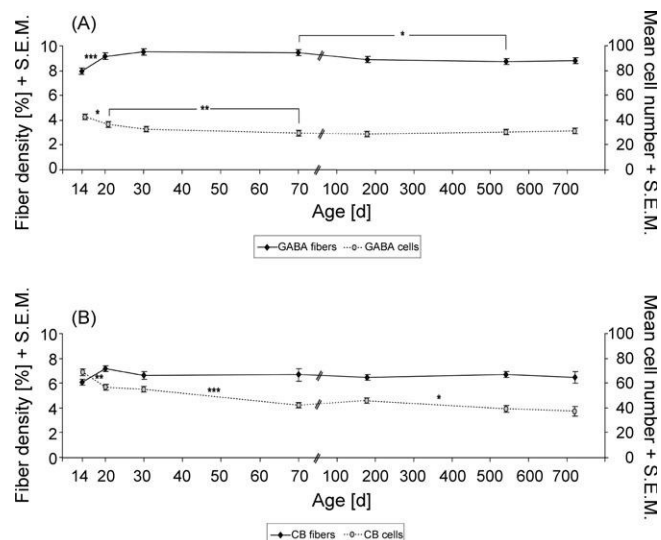 (A)
Fiber density [%] + S.E.M.
Mean cell number + S.E.M.
10
8
6
4
2
0
100
80
60
40
20
0
***
*
**
*
14 20 30 40 50 60 70 100 200 300 400 500 600 700
Age [d]
GABA fibers GABA cells
(B)
Fiber density [%] + S.E.M.
Mean cell number + S.E.M.
10
8
6
4
2
0
100
80
60
40
20
0
**
***
*
14 20 30 40 50 60 70 100 200 300 400 500 600 700
Age [d]
CB fibers CB cells